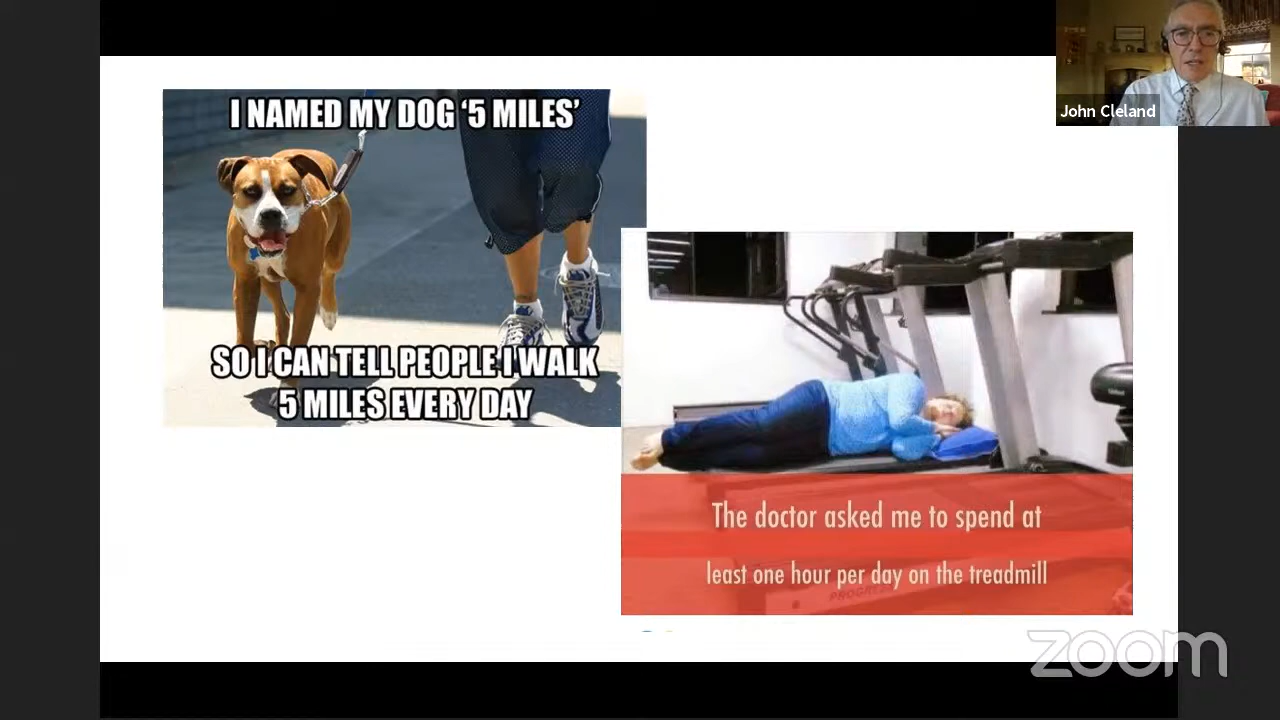 John Cleland
I NAMED MY DOG ‘5 MILES’
SO I CAN TELL PEOPLE I WALK
5 MILES EVERY DAY
The doctor asked me to spend at
least one hour per day on the treadmill
zoom